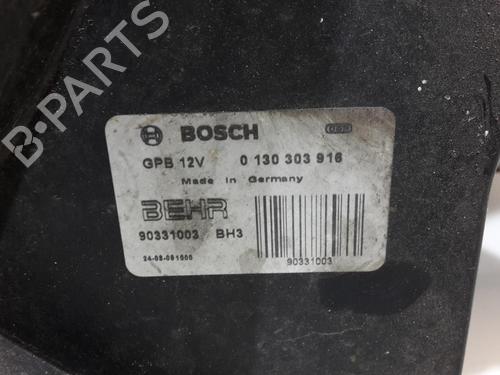 B-PARTS
BOSCH
GPB 12V 0 130 303 916
Made in Germany
BEHR
90331003 BH3
90331003